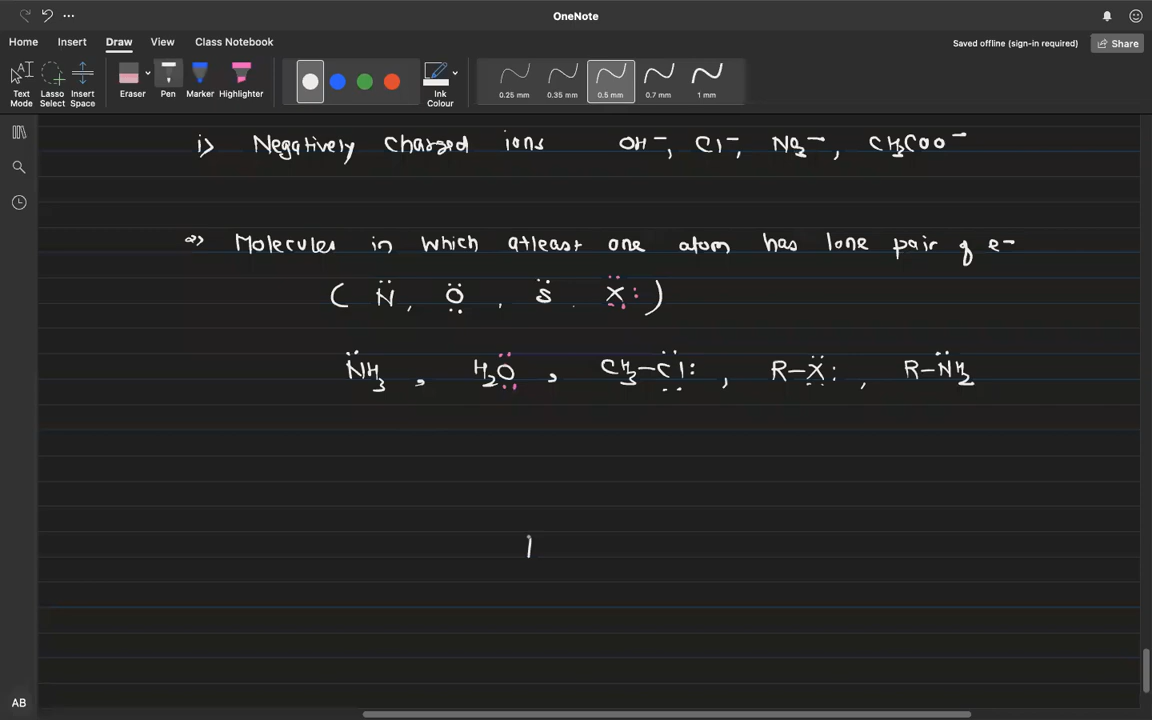 OneNote
Home Insert Draw View Class Notebook Saved offline (sign-in required) Share
Text Mode Lasso Select Insert Space Eraser Pen Marker Highlighter Ink Colour 0.25 mm 0.35 mm 0.5 mm 0.7 mm 1 mm
i> Negatively Charged ions OH⁻, Cl⁻, NO₃⁻, CH₃COO⁻
2> Molecules in which atleast one atom has lone pair of e-
( N̈, Ö, S̈, Ẍ: )
N̈H₃, H₂Ö, CH₃–C̈l:, R–Ẍ:, R–N̈H₂
AB